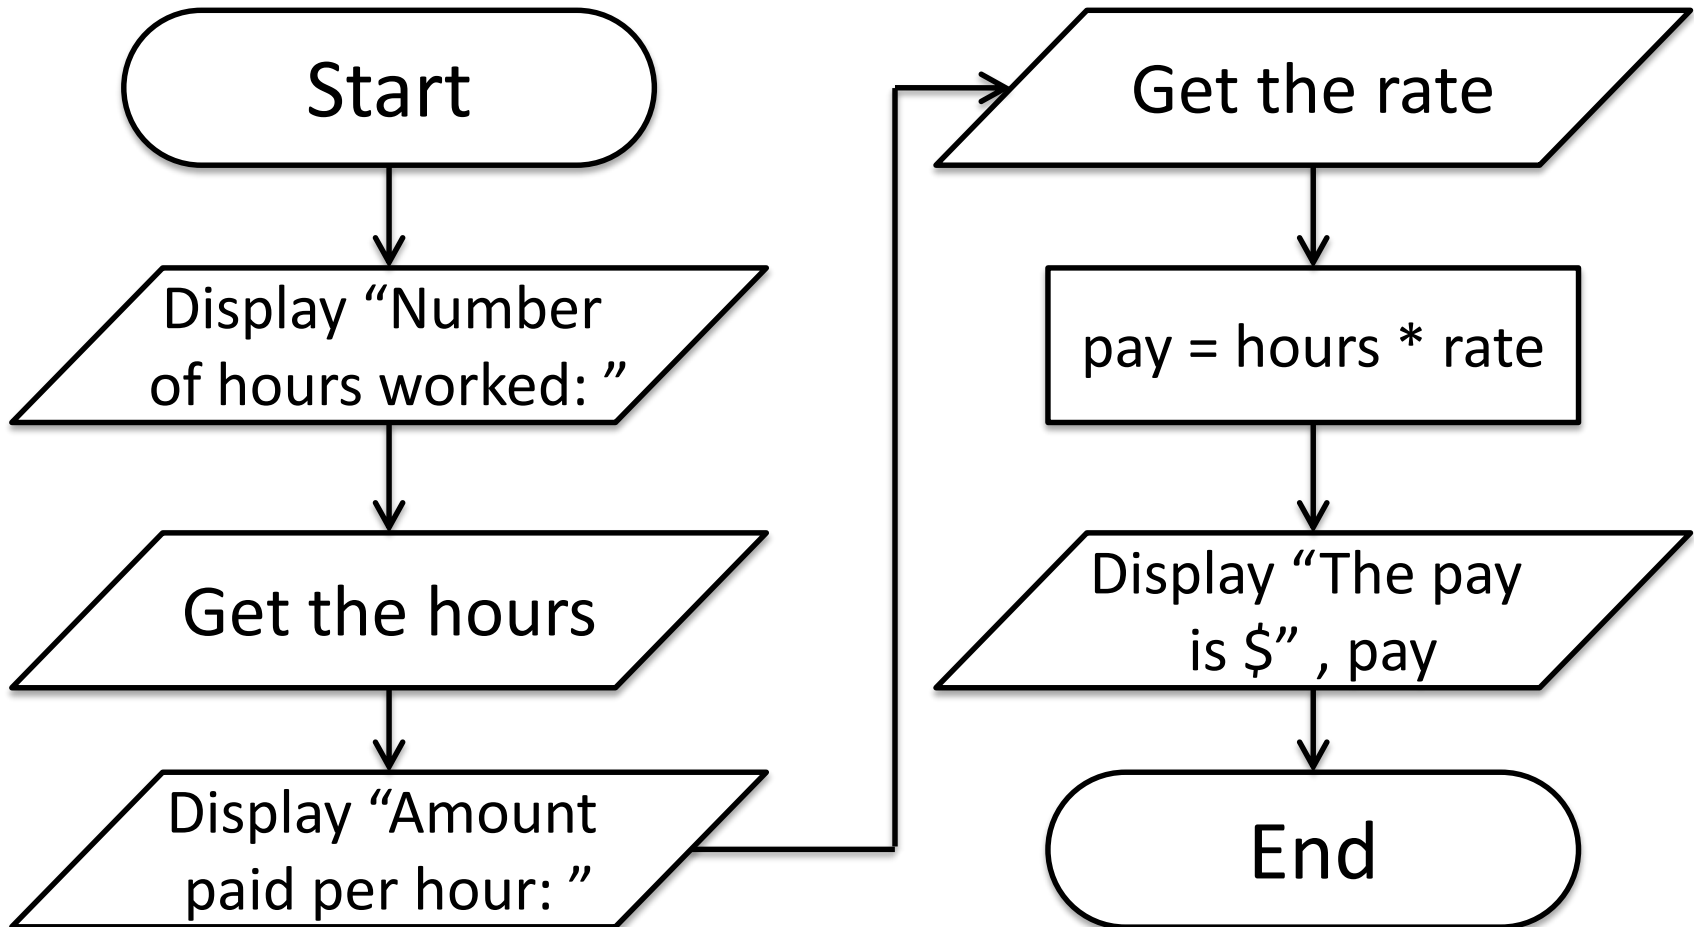 Start
Display “Number
of hours worked: ”
Get the hours
Display “Amount
paid per hour: ”
Get the rate
pay = hours * rate
Display “The pay
is $” , pay
End